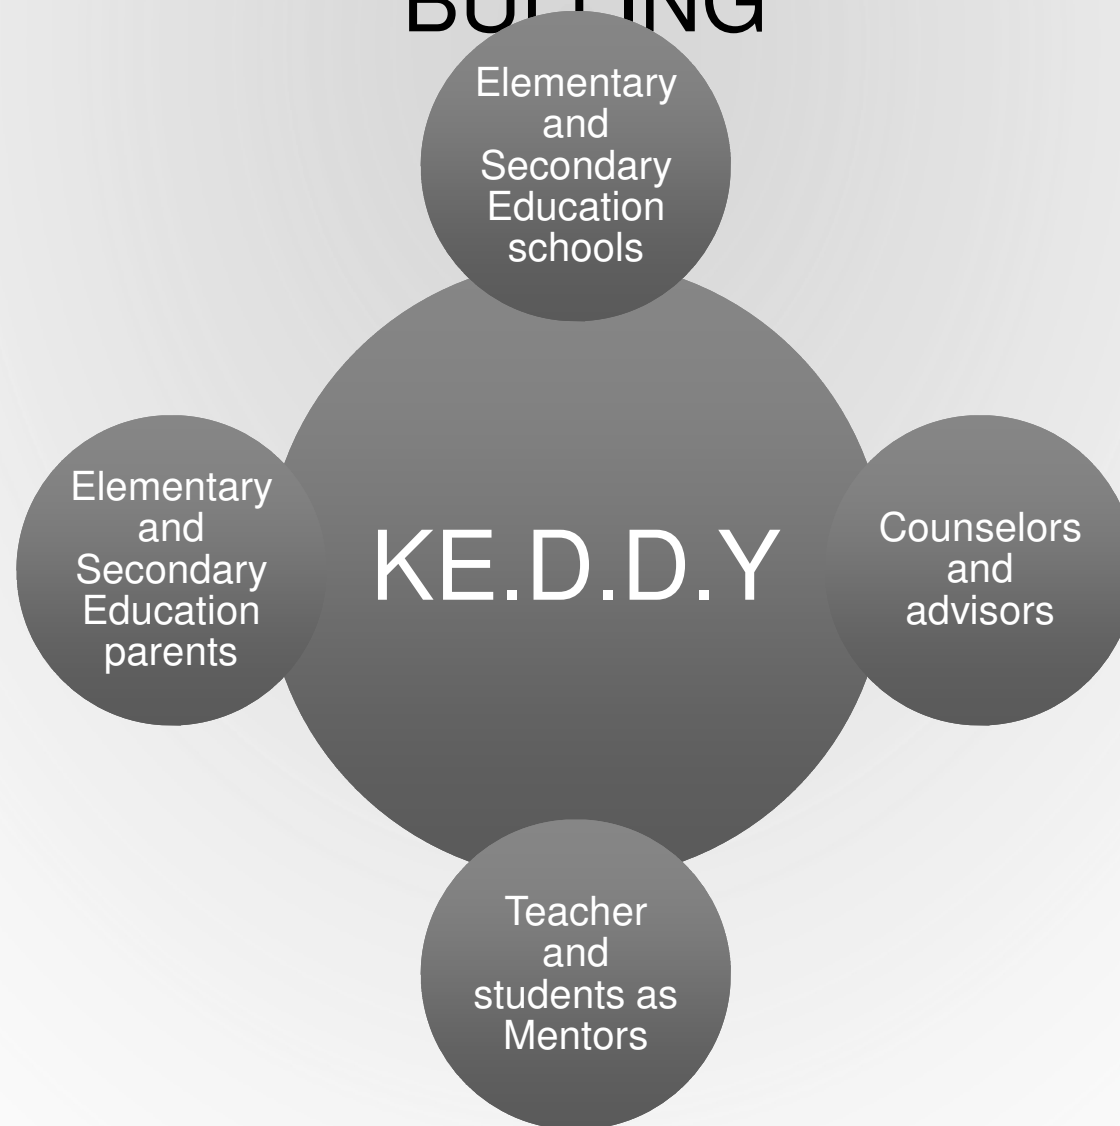 Elementary
and
Secondary
Education
schools
Elementary
and
Secondary
Education
parents
KE.D.D.Y
Counselors
and
advisors
Teacher
and
students as
Mentors